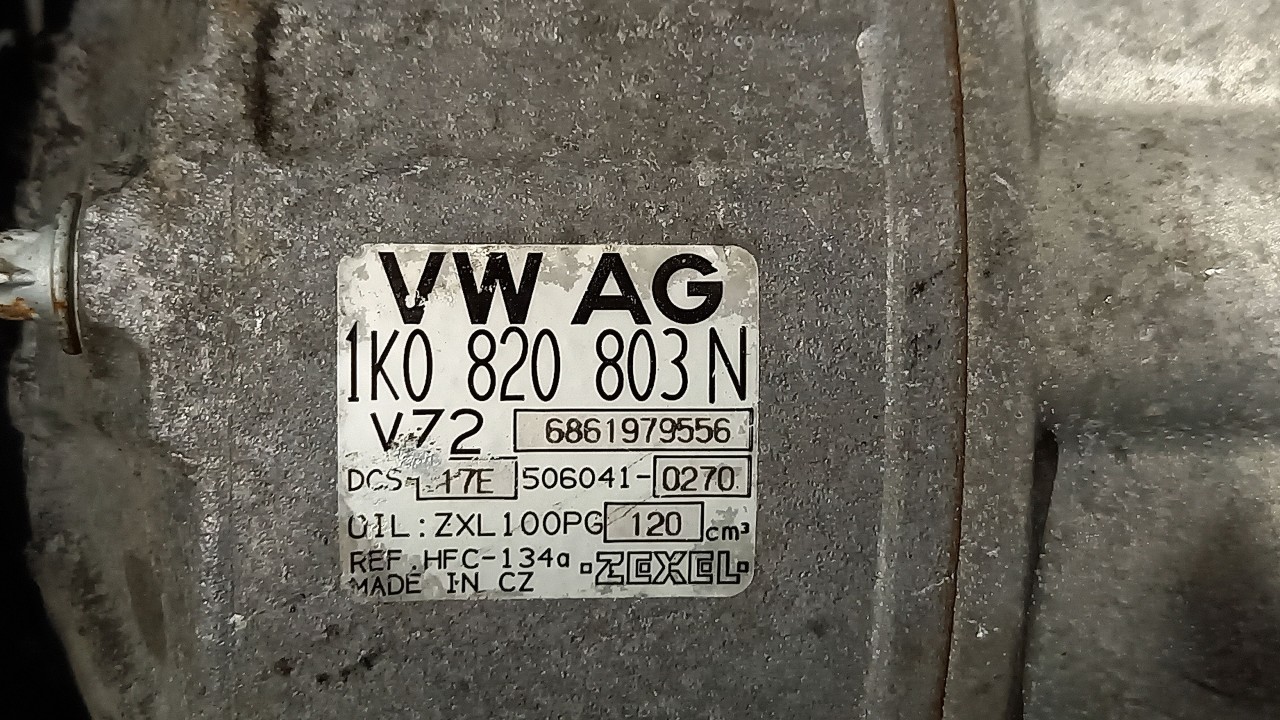 VW AG
1K0 820 803 N
V72 6861979556
DCS-17E 506041-0270
OIL: ZXL100PG 120 cm³
REF. HFC-134a ZEXEL
MADE IN CZ